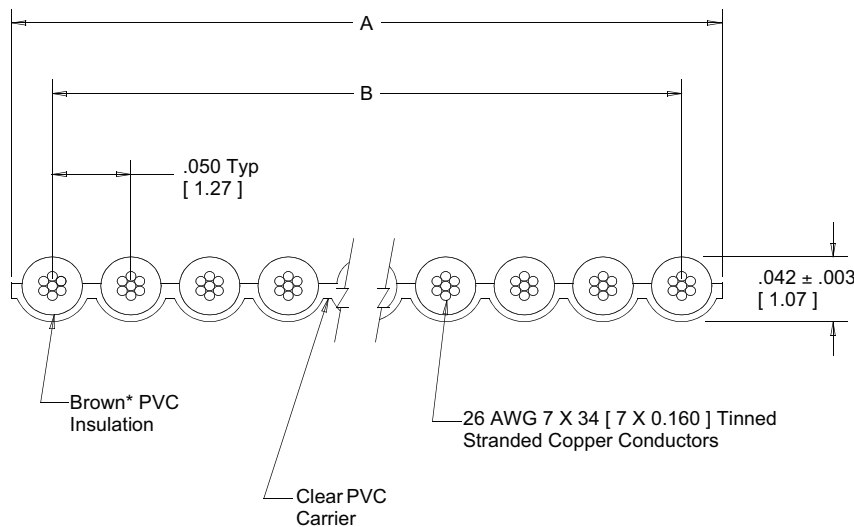 A
B
.050 Typ
[ 1.27 ]
.042 ± .003
[ 1.07 ]
Brown* PVC
Insulation
26 AWG 7 X 34 [ 7 X 0.160 ] Tinned
Stranded Copper Conductors
Clear PVC
Carrier